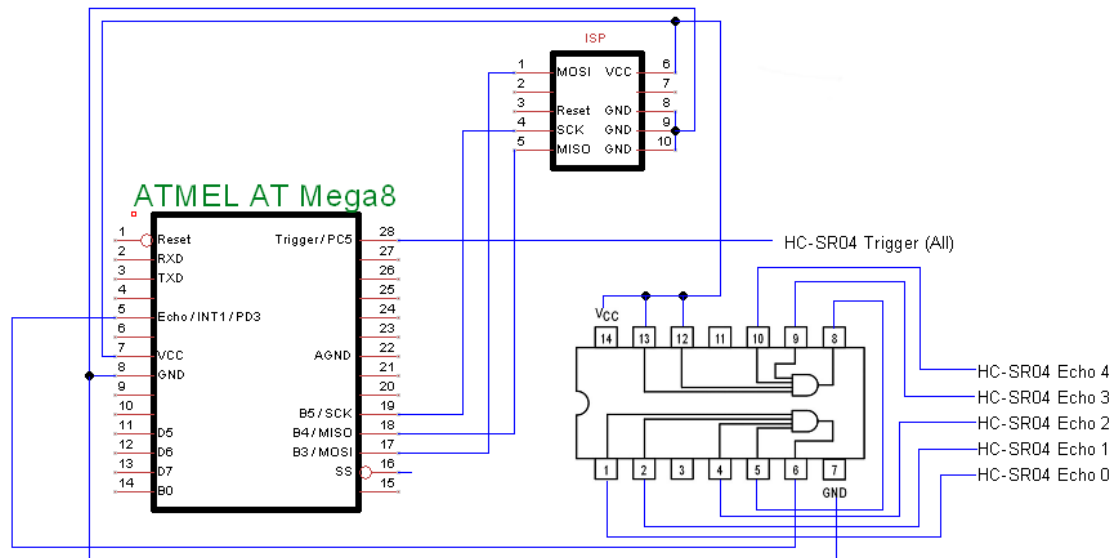 ISP
1 MOSI VCC 6
2 7
3 Reset GND 8
4 SCK GND 9
5 MISO GND 10
ATMEL AT Mega8
1 Reset Trigger/PC5 28
2 RXD 27
3 TXD 26
4 25
5 Echo/INT1/PD3 24
6 23
7 VCC AGND 22
8 GND 21
9 20
10 B5/SCK 19
11 D5 B4/MISO 18
12 D6 B3/MOSI 17
13 D7 SS 16
14 B0 15
HC-SR04 Trigger (All)
VCC
14 13 12 11 10 9 8
1 2 3 4 5 6 7
GND
HC-SR04 Echo 4
HC-SR04 Echo 3
HC-SR04 Echo 2
HC-SR04 Echo 1
HC-SR04 Echo 0